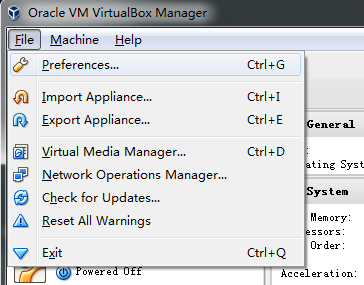 Oracle VM VirtualBox Manager
File Machine Help
Preferences... Ctrl+G
Import Appliance... Ctrl+I
Export Appliance... Ctrl+E
General
Virtual Media Manager... Ctrl+D
ating Syst
Network Operations Manager...
Check for Updates...
System
Reset All Warnings
Memory:
essors:
Order:
Exit Ctrl+Q
Powered Off
Acceleration: